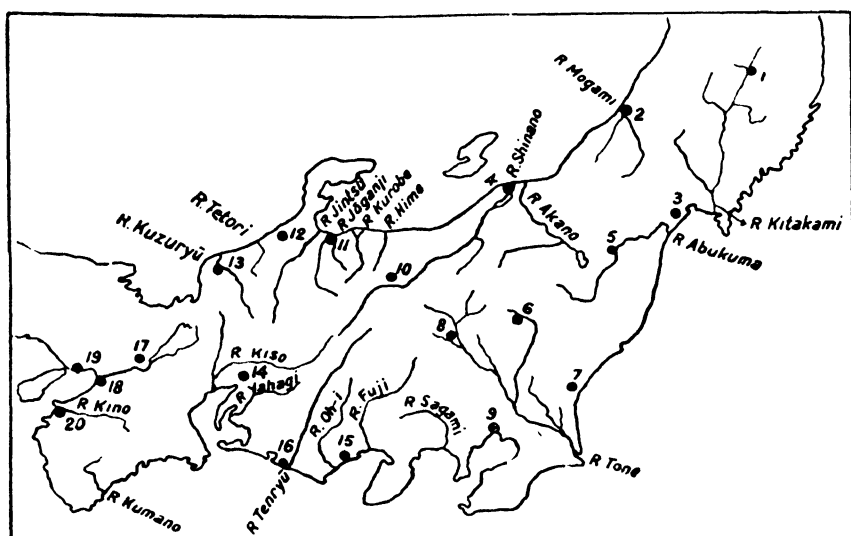 1
R Mogami
2
R. Shinano
4
3
R Kitakami
R Akano
5
R Abukuma
R. Tetori
R Jintsū
R Jōganji
R Kuroba
R. Hime
12
11
10
R. Kuzuryū
13
6
8
17
19
18
R Kiso
14
R Yahagi
7
R. Oh-i
R. Fuji
R Sagami
9
R Kino
20
16
15
R Tone
R Tenryū
R Kumano